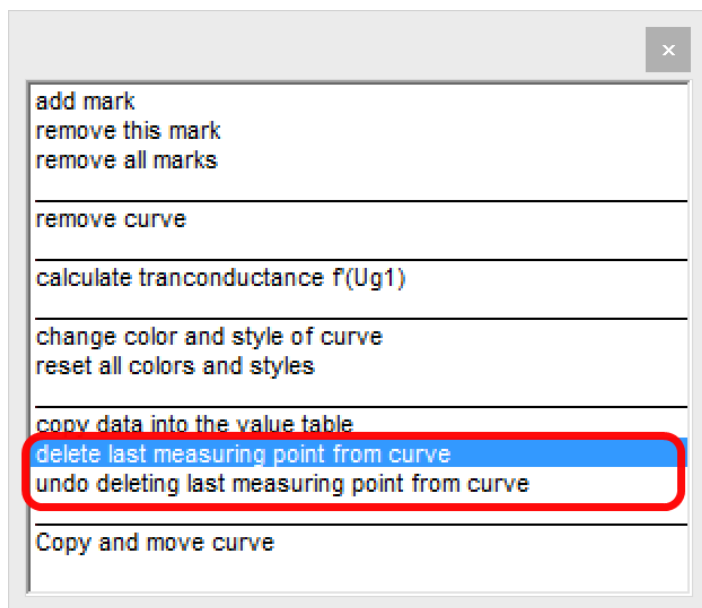 add mark
remove this mark
remove all marks
remove curve
calculate tranconductance f'(Ug1)
change color and style of curve
reset all colors and styles
copy data into the value table
delete last measuring point from curve
undo deleting last measuring point from curve
Copy and move curve